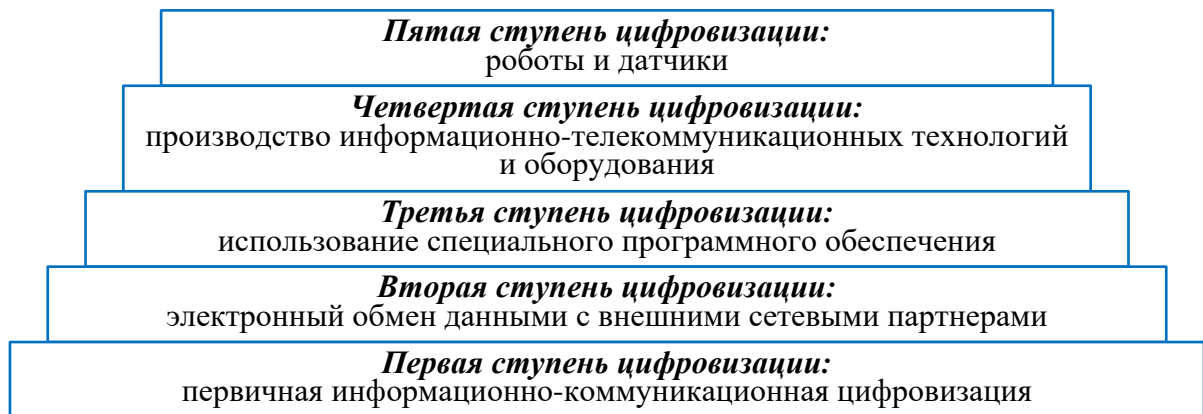 Пятая ступень цифровизации:
роботы и датчики
Четвертая ступень цифровизации:
производство информационно-телекоммуникационных технологий
и оборудования
Третья ступень цифровизации:
использование специального программного обеспечения
Вторая ступень цифровизации:
электронный обмен данными с внешними сетевыми партнерами
Первая ступень цифровизации:
первичная информационно-коммуникационная цифровизация